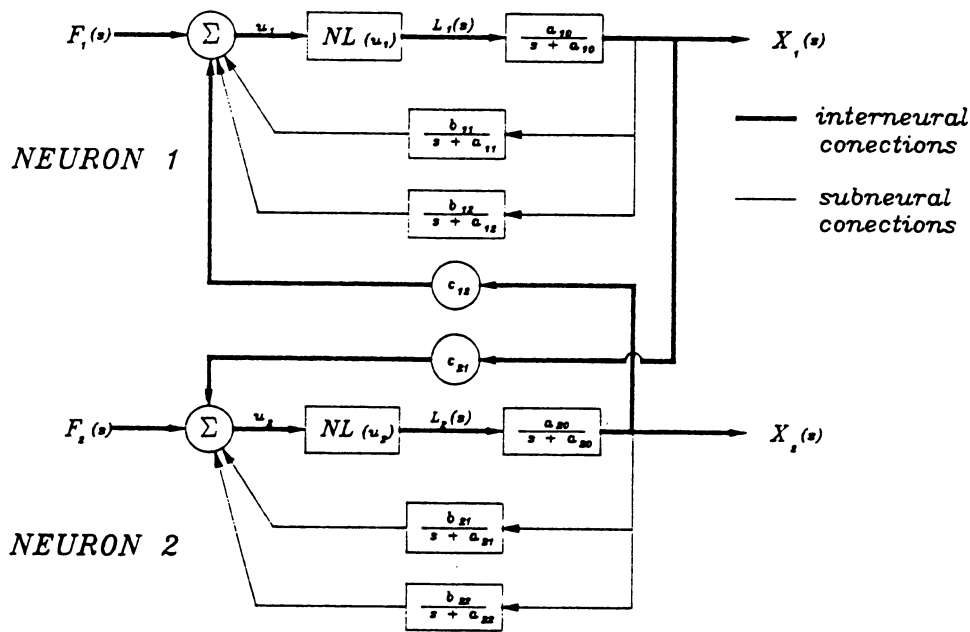 F₁(s)
Σ
u₁
NL (u₁)
L₁(s)
a₁₀
s + a₁₀
X₁(s)
b₁₁
s + a₁₁
interneural
conections
NEURON 1
b₁₂
s + a₁₂
subneural
conections
c₁₂
c₂₁
F₂(s)
Σ
u₂
NL (u₂)
L₂(s)
a₂₀
s + a₂₀
X₂(s)
b₂₁
s + a₂₁
NEURON 2
b₂₂
s + a₂₂